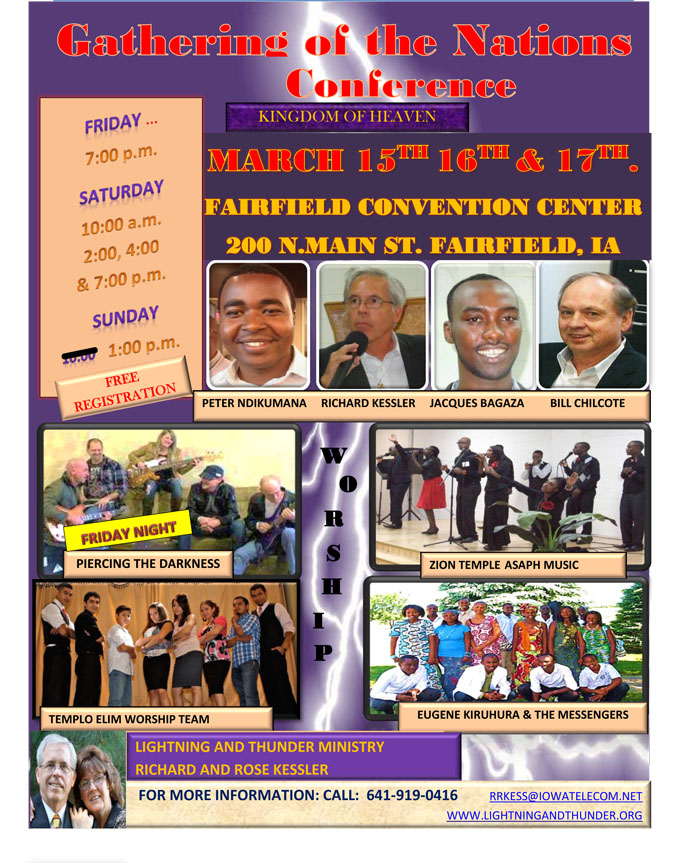 Gathering of the Nations
Conference
KINGDOM OF HEAVEN
FRIDAY ...
7:00 p.m.
SATURDAY
10:00 a.m.
2:00, 4:00
& 7:00 p.m.
SUNDAY
10:00 1:00 p.m.
FREE
REGISTRATION
MARCH 15TH 16TH & 17TH.
FAIRFIELD CONVENTION CENTER
200 N.MAIN ST. FAIRFIELD, IA
PETER NDIKUMANA RICHARD KESSLER JACQUES BAGAZA BILL CHILCOTE
WORSHIP
FRIDAY NIGHT
PIERCING THE DARKNESS
ZION TEMPLE ASAPH MUSIC
TEMPLO ELIM WORSHIP TEAM
EUGENE KIRUHURA & THE MESSENGERS
LIGHTNING AND THUNDER MINISTRY
RICHARD AND ROSE KESSLER
FOR MORE INFORMATION: CALL: 641-919-0416 RRKESS@IOWATELECOM.NET
WWW.LIGHTNINGANDTHUNDER.ORG